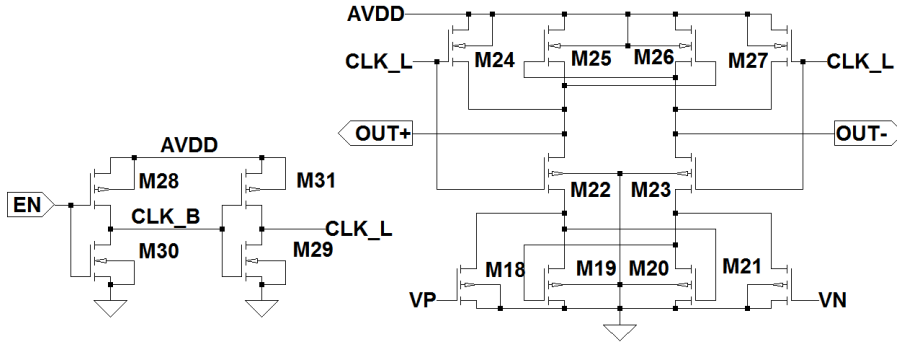 AVDD
CLK_L M24 M25 M26 M27 CLK_L
OUT+ OUT-
AVDD
M28 M31 M22 M23
EN
CLK_B CLK_L
M30 M29
M18 M19 M20 M21
VP VN